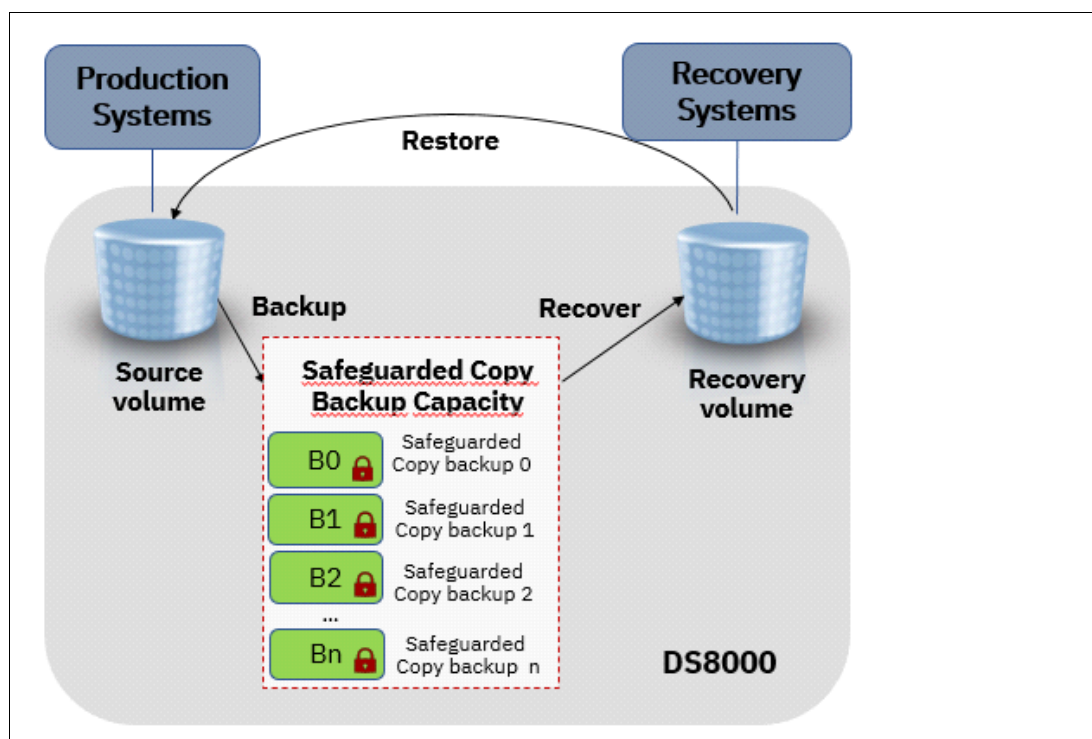 Production
Systems
Recovery
Systems
Restore
Backup
Recover
Source
volume
Safeguarded Copy
Backup Capacity
Recovery
volume
B0
Safeguarded
Copy backup 0
B1
Safeguarded
Copy backup 1
B2
Safeguarded
Copy backup 2
...
Bn
Safeguarded
Copy backup n
DS8000